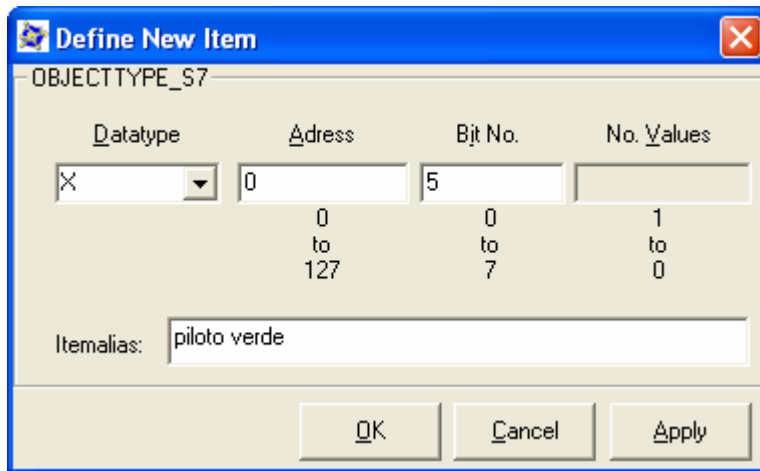 Define New Item
OBJECTTYPE_S7
Datatype Adress Bit No. No. Values
X 0 5
0 0 1
to to to
127 7 0
Itemalias: piloto verde
OK Cancel Apply